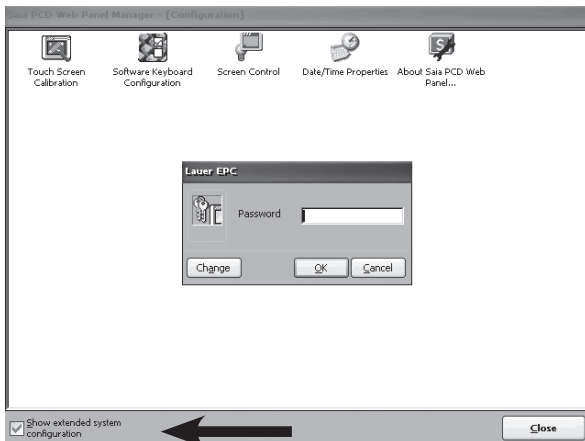 Saia PCD Web Panel Manager - [Configuration]
Touch Screen
Calibration
Software Keyboard
Configuration
Screen Control
Date/Time Properties
About Saia PCD Web
Panel...
Lauer EPC
Password
Change
OK
Cancel
Show extended system
configuration
Close